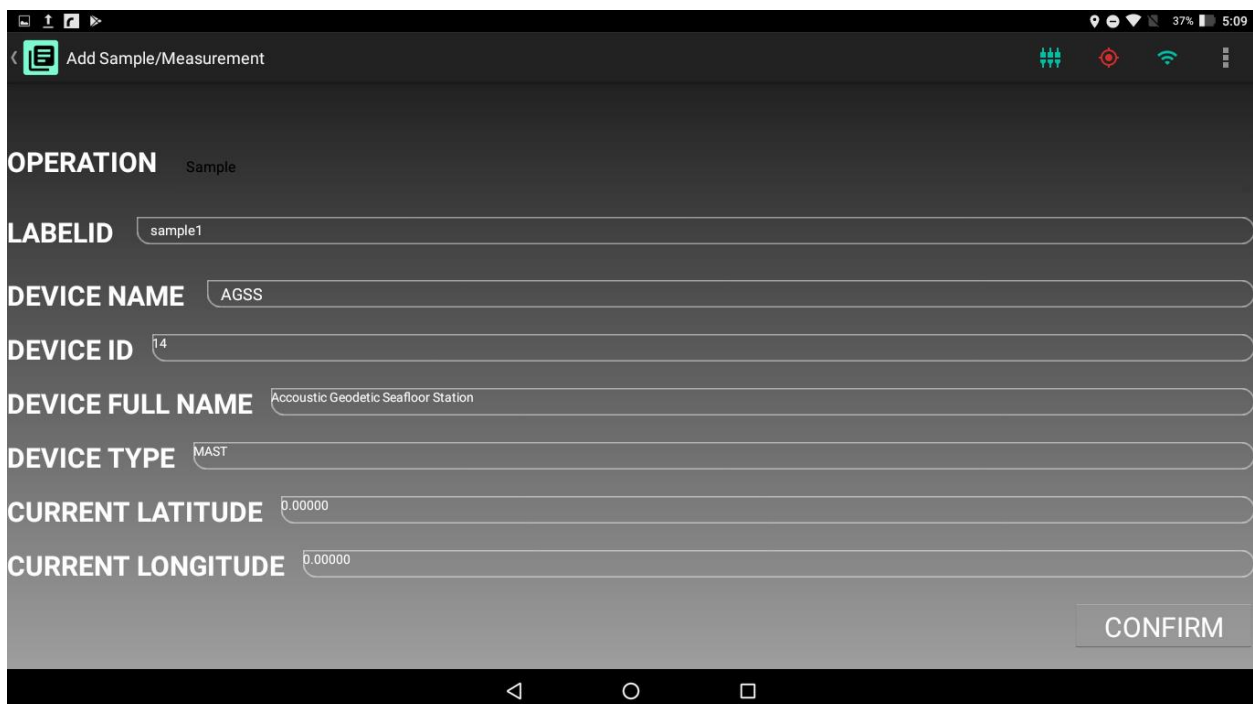 37% 5:09
Add Sample/Measurement
OPERATION Sample
LABELID sample1
DEVICE NAME AGSS
DEVICE ID 14
DEVICE FULL NAME Accoustic Geodetic Seafloor Station
DEVICE TYPE MAST
CURRENT LATITUDE 0.00000
CURRENT LONGITUDE 0.00000
CONFIRM